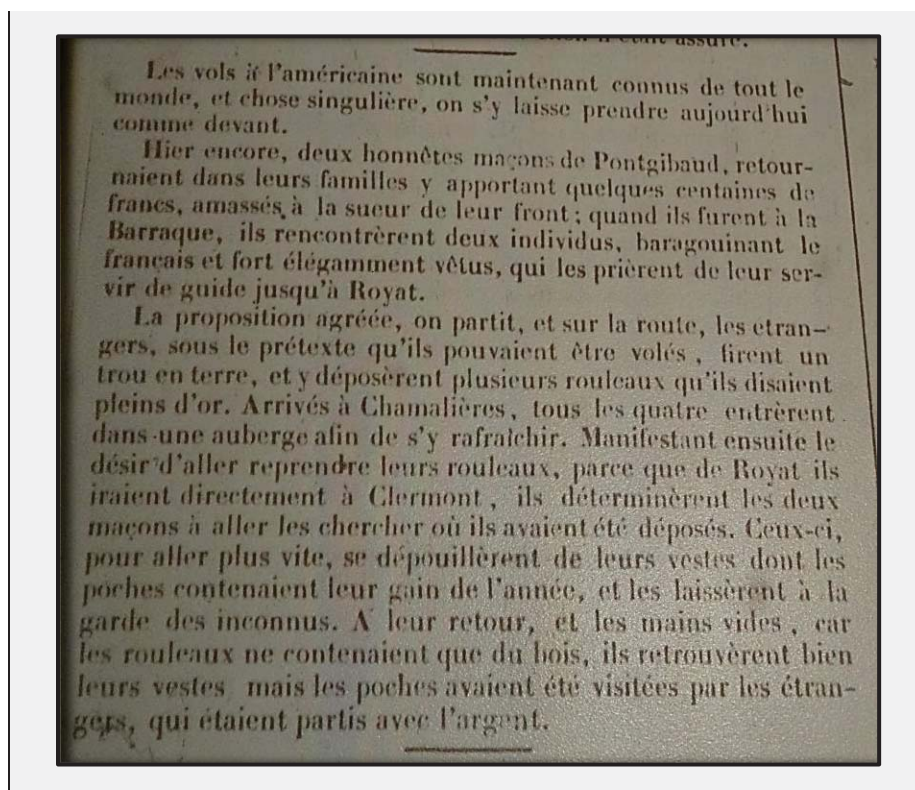 était assuré.
Les vols à l'américaine sont maintenant connus de tout le
monde, et chose singulière, on s'y laisse prendre aujourd'hui
comme devant.
Hier encore, deux honnêtes maçons de Pontgibaud, retour-
naient dans leurs familles y apportant quelques centaines de
francs, amassés à la sueur de leur front ; quand ils furent à la
Barraque, ils rencontrèrent deux individus, baragouinant le
français et fort élégamment vêtus, qui les prièrent de leur ser-
vir de guide jusqu'à Royat.
La proposition agréée, on partit, et sur la route, les etran-
gers, sous le prétexte qu'ils pouvaient être volés, firent un
trou en terre, et y déposèrent plusieurs rouleaux qu'ils disaient
pleins d'or. Arrivés à Chamalières, tous les quatre entrèrent
dans une auberge afin de s'y rafraîchir. Manifestant ensuite le
désir d'aller reprendre leurs rouleaux, parce que de Royat ils
iraient directement à Clermont, ils déterminèrent les deux
maçons à aller les chercher où ils avaient été déposés. Ceux-ci,
pour aller plus vite, se dépouillèrent de leurs vestes dont les
poches contenaient leur gain de l'année, et les laissèrent à la
garde des inconnus. A leur retour, et les mains vides, car
les rouleaux ne contenaient que du bois, ils retrouvèrent bien
leurs vestes mais les poches avaient été visitées par les étran-
gers, qui étaient partis avec l'argent.